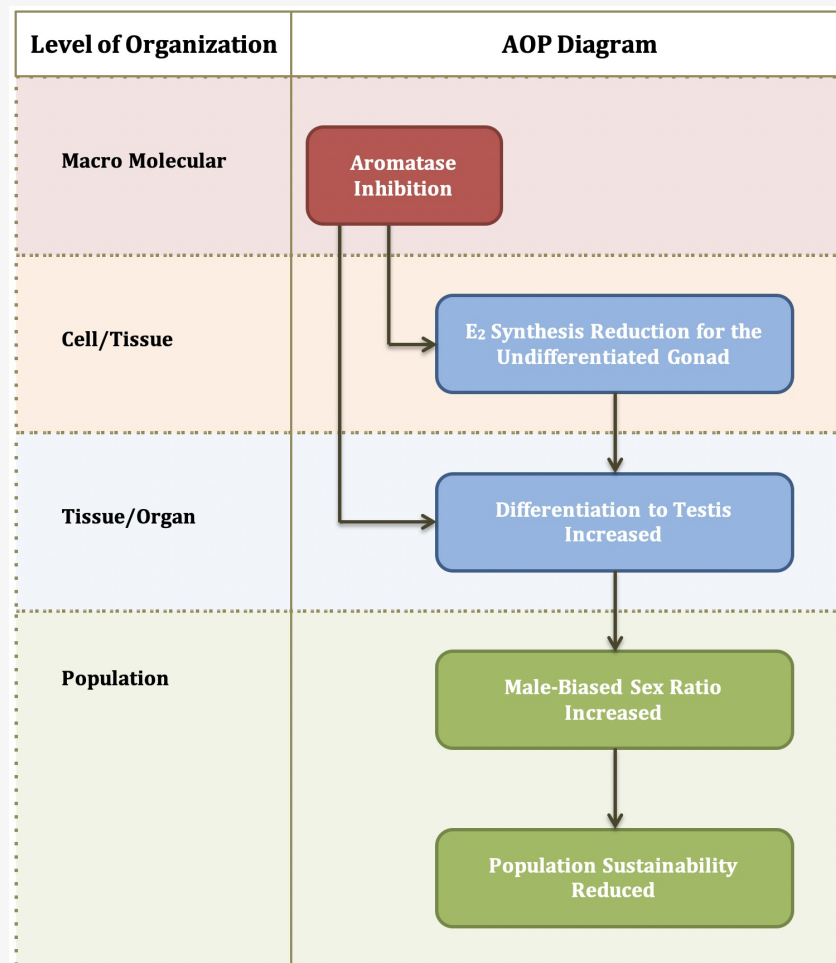 Level of Organization
AOP Diagram
Macro Molecular
Aromatase
Inhibition
Cell/Tissue
E₂ Synthesis Reduction for the
Undifferentiated Gonad
Tissue/Organ
Differentiation to Testis
Increased
Population
Male-Biased Sex Ratio
Increased
Population Sustainability
Reduced